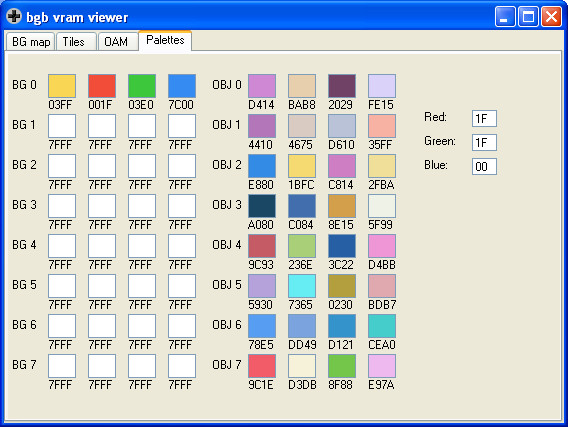 bgb vram viewer
BG map Tiles OAM Palettes
BG 0 OBJ 0
03FF 001F 03E0 7C00 D414 BAB8 2029 FE15
Red: 1F
BG 1 OBJ 1
7FFF 7FFF 7FFF 7FFF 4410 4675 D610 35FF
Green: 1F
BG 2 OBJ 2
Blue: 00
7FFF 7FFF 7FFF 7FFF E880 1BFC C814 2FBA
BG 3 OBJ 3
7FFF 7FFF 7FFF 7FFF A080 C084 8E15 5F99
BG 4 OBJ 4
7FFF 7FFF 7FFF 7FFF 9C93 236E 3C22 D4BB
BG 5 OBJ 5
7FFF 7FFF 7FFF 7FFF 5930 7365 0230 BDB7
BG 6 OBJ 6
7FFF 7FFF 7FFF 7FFF 78E5 DD49 D121 CEA0
BG 7 OBJ 7
7FFF 7FFF 7FFF 7FFF 9C1E D3DB 8F88 E97A